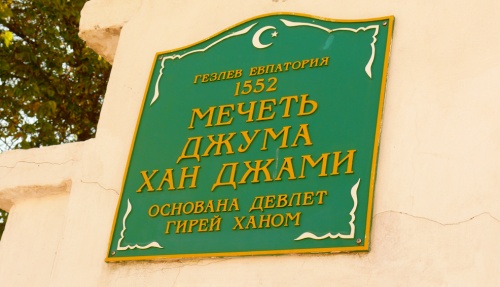 ГЕЗЛЕВ ЕВПАТОРИЯ
1552
МЕЧЕТЬ
ДЖУМА
ХАН ДЖАМИ
ОСНОВАНА ДЕВЛЕТ
ГИРЕЙ ХАНОМ